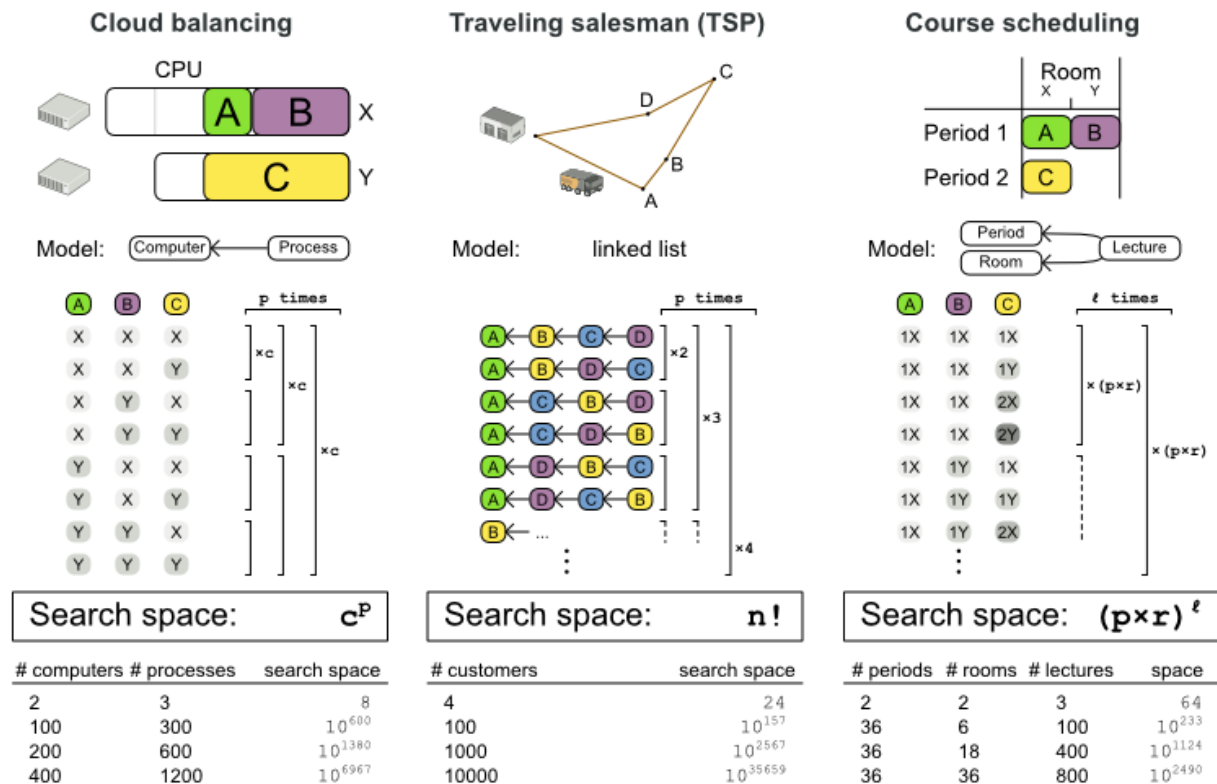 Cloud balancing
CPU
A B X
C Y
Model: Computer Process
A B C p times
X X X
X X Y ×c
X Y X ×c
X Y Y
Y X X ×c
Y X Y
Y Y X
Y Y Y
Search space: c^p
# computers # processes search space
2 3 8
100 300 10^600
200 600 10^1380
400 1200 10^6967
Traveling salesman (TSP)
C
D
B
A
Model: linked list
p times
A B C D
×2
A B D C
A C B D
×3
A C D B
A D B C
A D C B
B ...
×4
Search space: n!
# customers search space
4 24
100 10^157
1000 10^2567
10000 10^35659
Course scheduling
Room
X Y
Period 1 A B
Period 2 C
Model: Period Lecture
Room
A B C ℓ times
1X 1X 1X
1X 1X 1Y
×(p×r)
1X 1X 2X
1X 1X 2Y
×(p×r)
1X 1Y 1X
1X 1Y 1Y
1X 1Y 2X
Search space: (p×r)^ℓ
# periods # rooms # lectures space
2 2 3 64
36 6 100 10^233
36 18 400 10^1124
36 36 800 10^2490